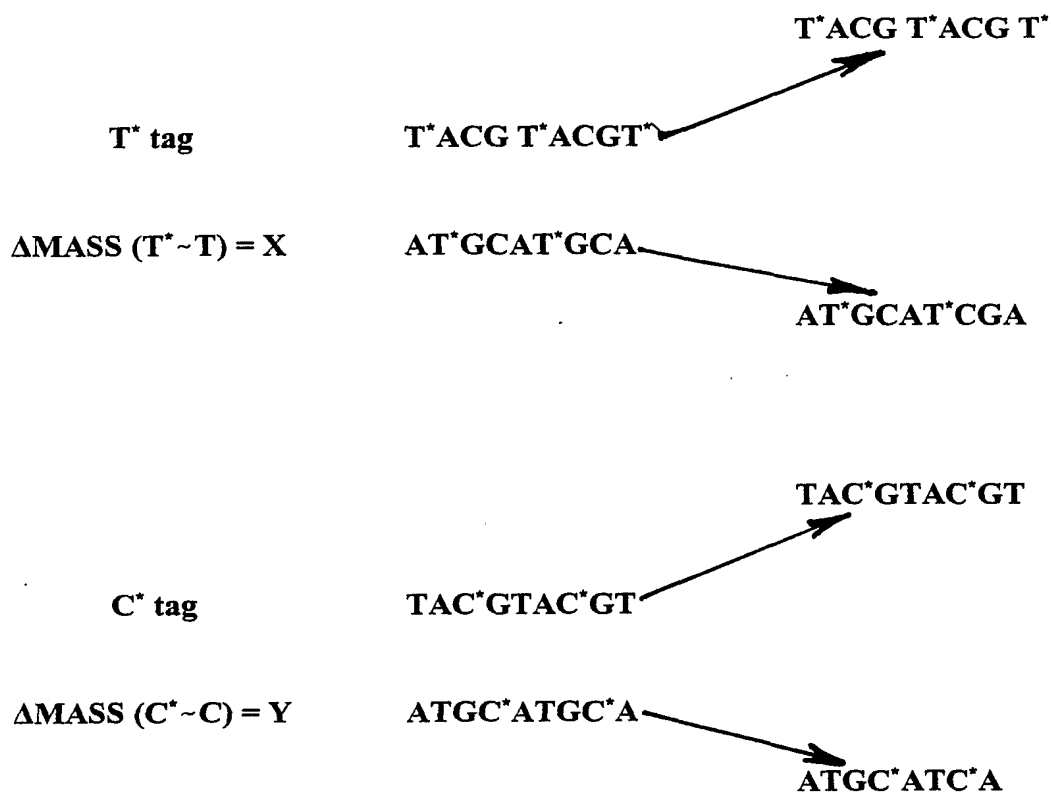 T*ACG T*ACG T*
T* tag
T*ACG T*ACGT*
ΔMASS (T*~T) = X
AT*GCAT*GCA
AT*GCAT*CGA
TAC*GTAC*GT
C* tag
TAC*GTAC*GT
ΔMASS (C*~C) = Y
ATGC*ATGC*A
ATGC*ATC*A